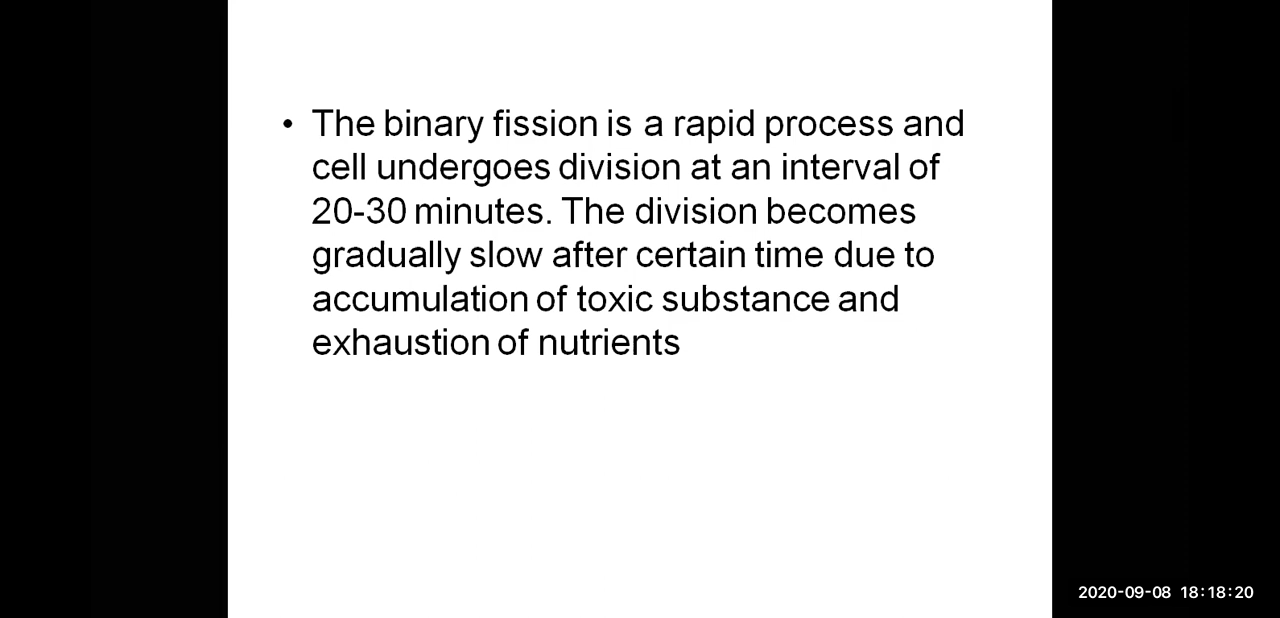 • The binary fission is a rapid process and
cell undergoes division at an interval of
20-30 minutes. The division becomes
gradually slow after certain time due to
accumulation of toxic substance and
exhaustion of nutrients
2020-09-08 18:18:20